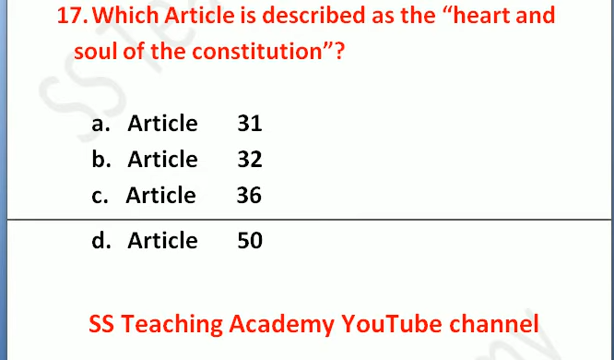 17. Which Article is described as the “heart and
soul of the constitution”?
a. Article 31
b. Article 32
c. Article 36
d. Article 50
SS Teaching Academy YouTube channel